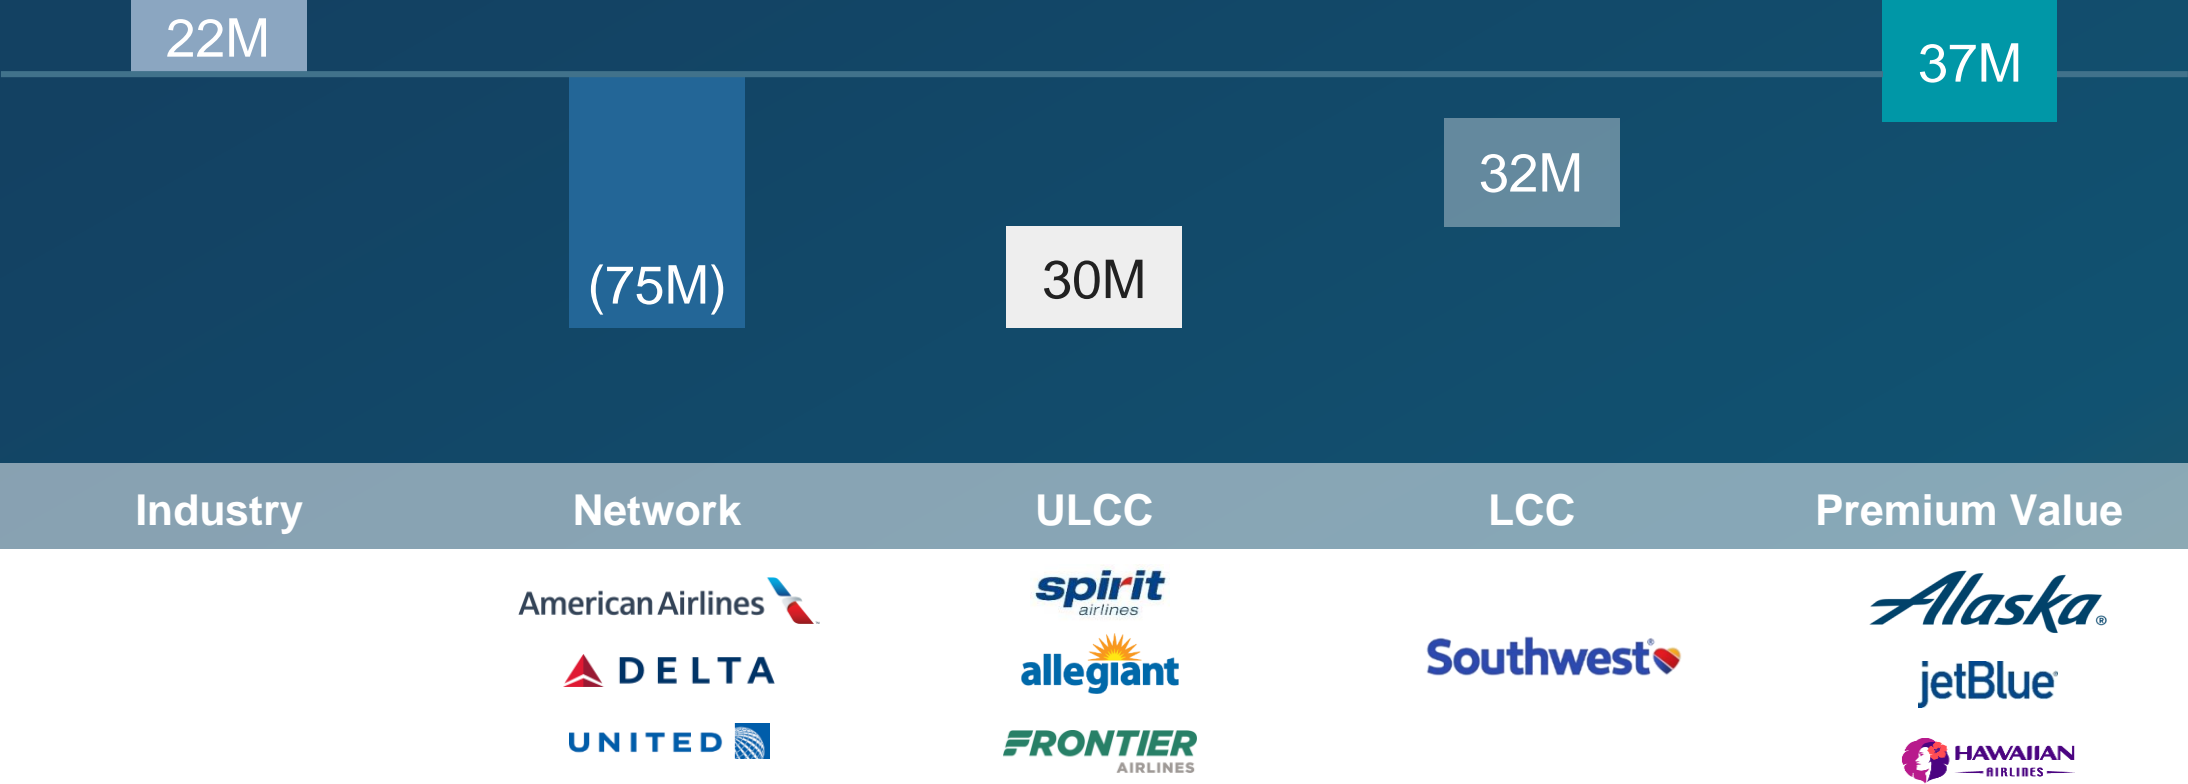 22M
37M
32M
(75M)
30M
Industry Network ULCC LCC Premium Value
American Airlines
DELTA
UNITED
spirit
airlines
allegiant
FRONTIER
AIRLINES
Southwest®
Alaska®
jetBlue®
HAWAIIAN
AIRLINES